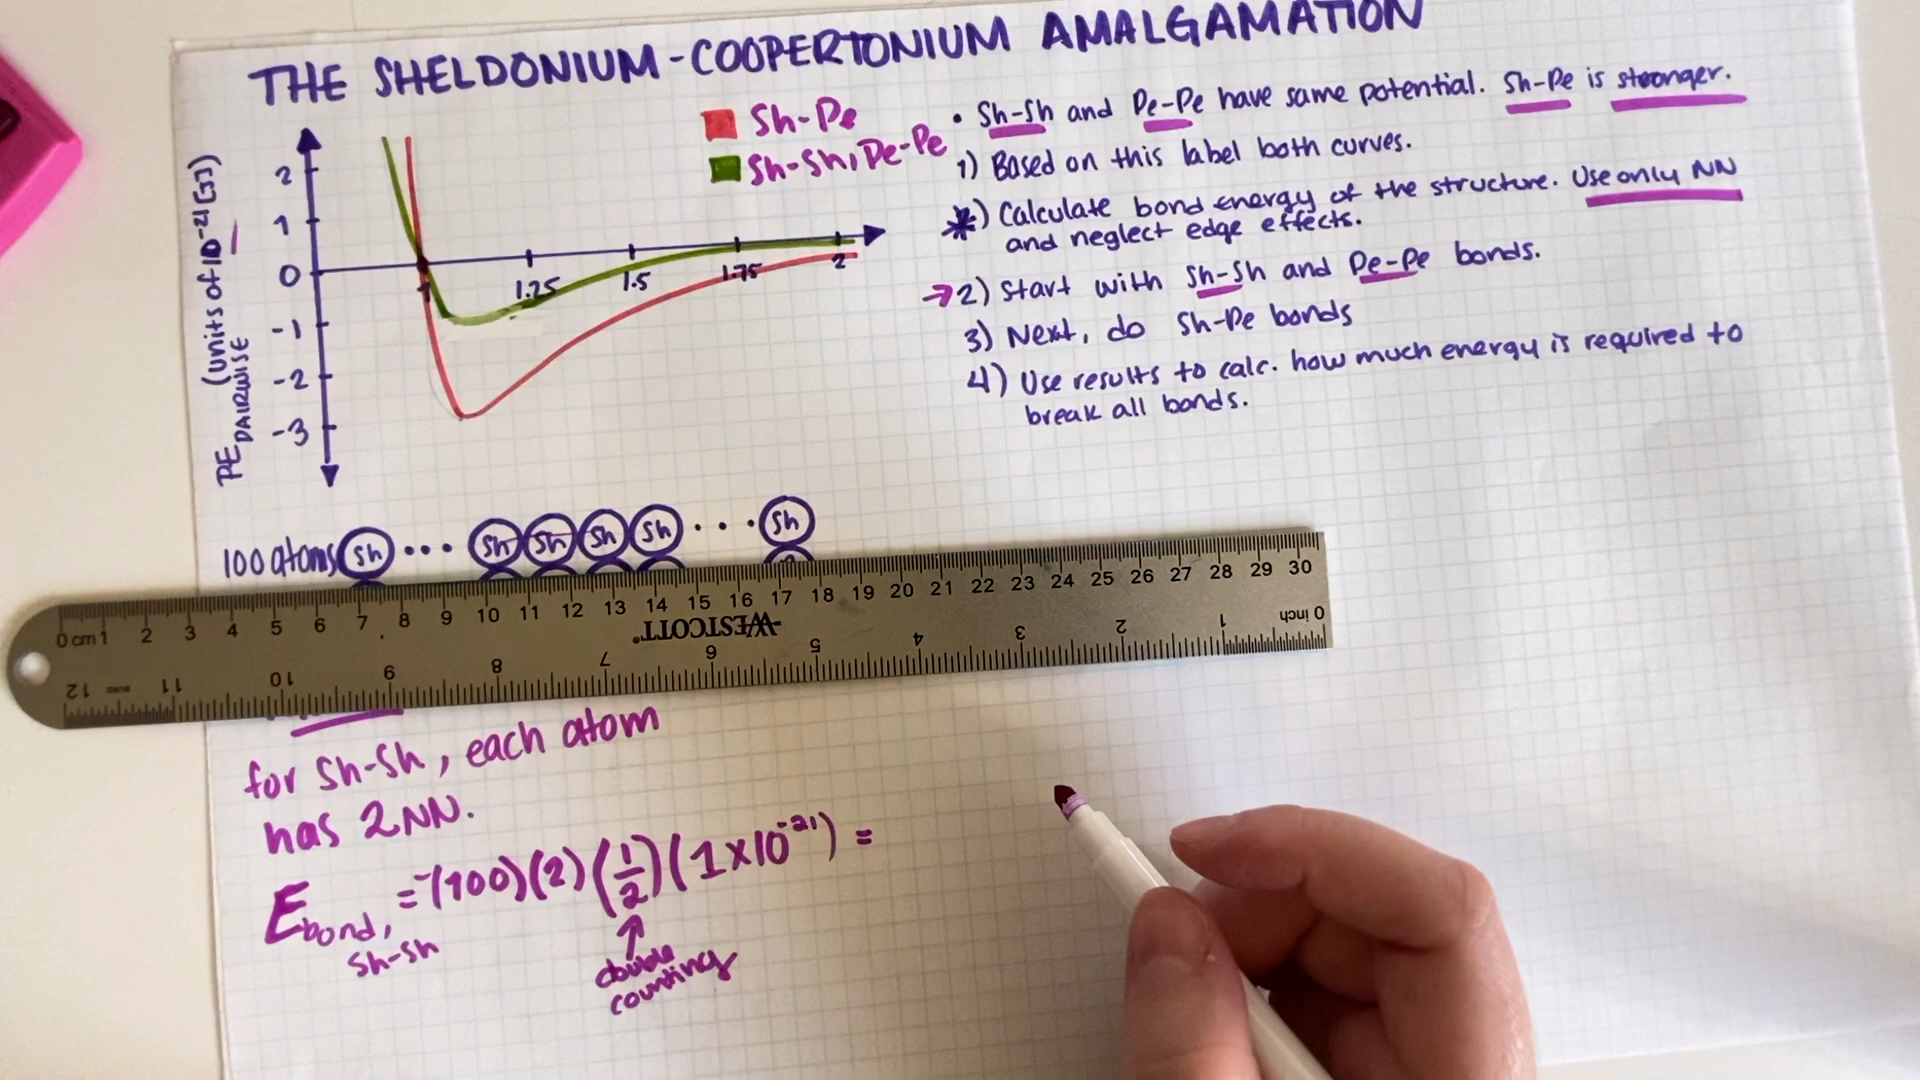 THE SHELDONIUM-COOPERTONIUM AMALGAMATION
Sh-Pe
Sh-Sh, Pe-Pe
PE PAIRWISE (units of 10⁻²¹ [J])
2
1
0
-1
-2
-3
1 1.25 1.5 1.75 2
• Sh-Sh and Pe-Pe have same potential. Sh-Pe is stronger.
1) Based on this label both curves.
*) Calculate bond energy of the structure. Use only NN
and neglect edge effects.
→2) Start with Sh-Sh and Pe-Pe bonds.
3) Next, do Sh-Pe bonds
4) Use results to calc. how much energy is required to
break all bonds.
100 atoms Sh ... Sh Sh Sh Sh ... Sh
0 cm 1 2 3 4 5 6 7 8 9 10 11 12 13 14 15 16 17 18 19 20 21 22 23 24 25 26 27 28 29 30
WESTCOTT
12 11 10 9 8 7 6 5 4 3 2 1 0 inch
for Sh-Sh, each atom
has 2NN.
E bond, Sh-Sh = -(100)(2)(1/2)(1x10⁻²¹) =
double
counting